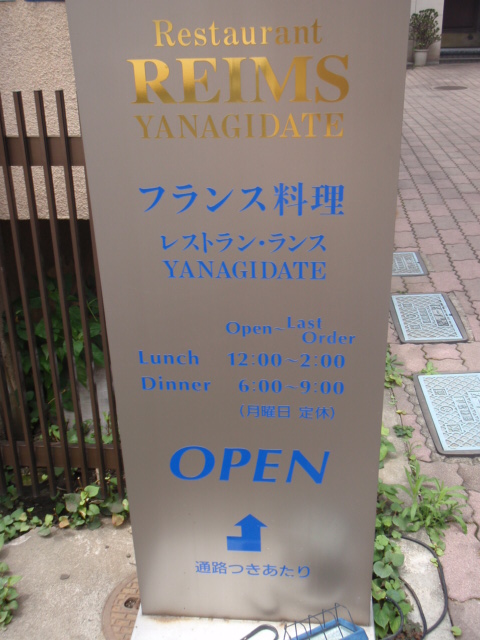 Restaurant
REIMS
YANAGIDATE
フランス料理
レストラン・ランス
YANAGIDATE
Open~Last Order
Lunch 12:00~2:00
Dinner 6:00~9:00
(月曜日 定休)
OPEN
通路つきあたり